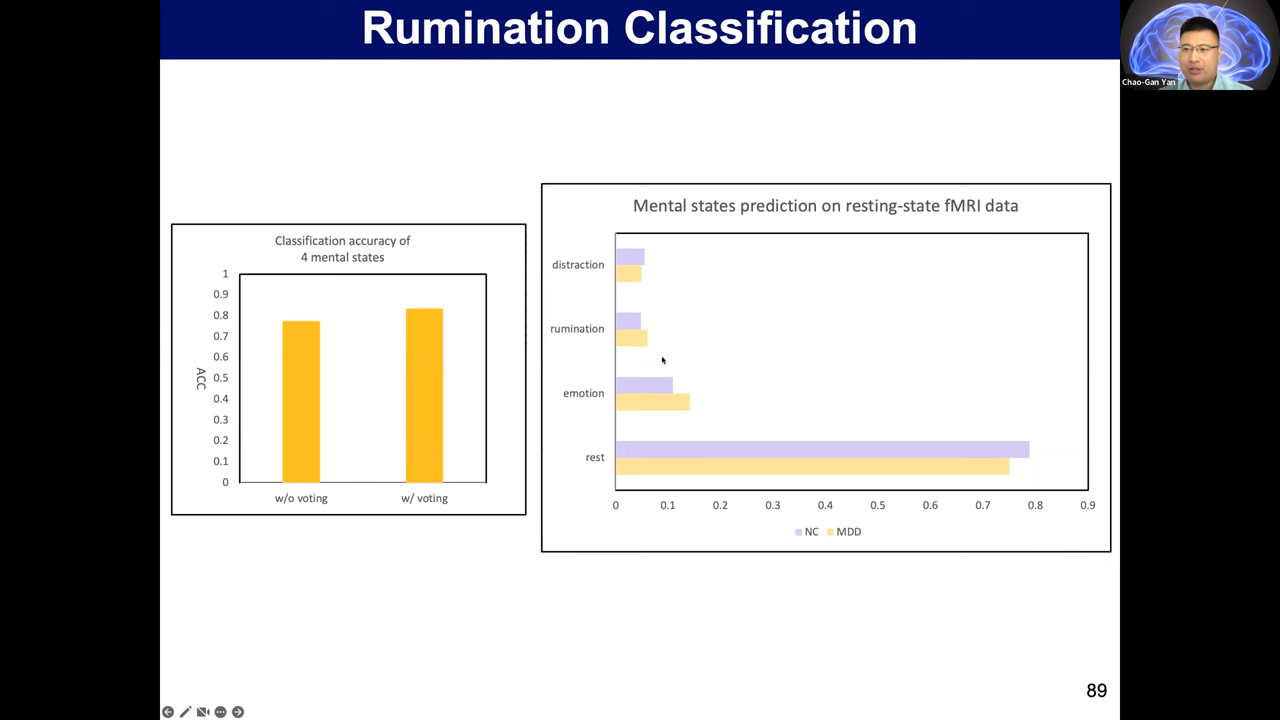 Rumination Classification
Chao-Gan Yan
Classification accuracy of
4 mental states
1
0.9
0.8
0.7
0.6
0.5
0.4
0.3
0.2
0.1
0
ACC
w/o voting
w/ voting
Mental states prediction on resting-state fMRI data
distraction
rumination
emotion
rest
0 0.1 0.2 0.3 0.4 0.5 0.6 0.7 0.8 0.9
NC MDD
89